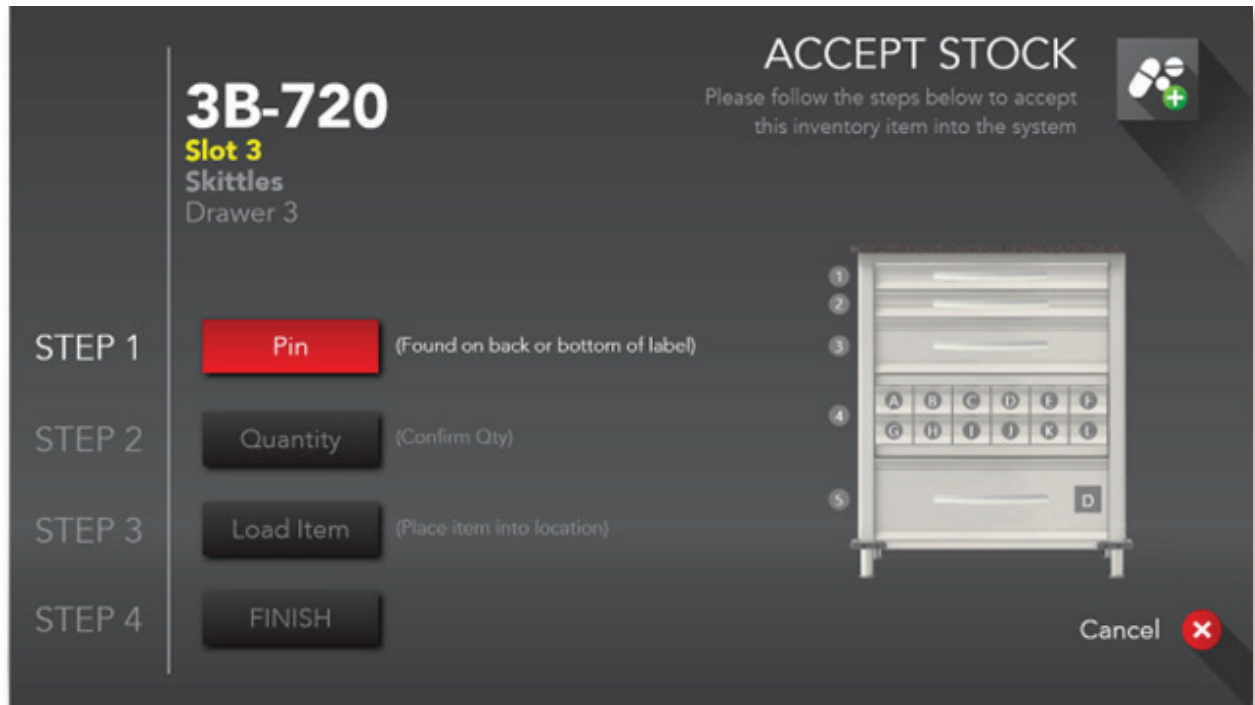 ACCEPT STOCK
Please follow the steps below to accept
this inventory item into the system
3B-720
Slot 3
Skittles
Drawer 3
STEP 1
Pin
(Found on back or bottom of label)
STEP 2
Quantity
(Confirm Qty)
STEP 3
Load Item
(Place item into location)
STEP 4
FINISH
1
2
3
4
A B C D E F
G H I J K L
5
D
Cancel